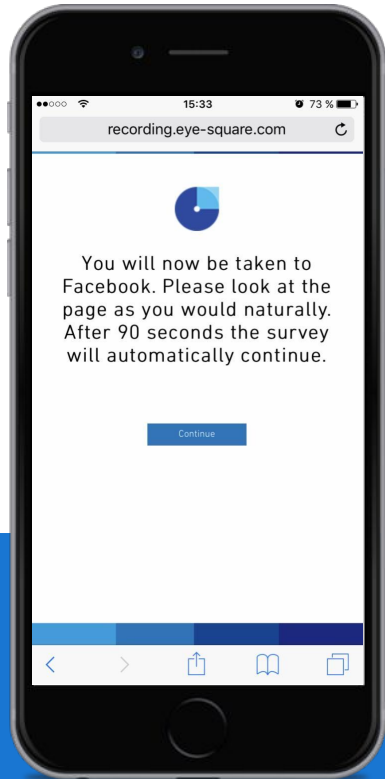 15:33
73 %
recording.eye-square.com
You will now be taken to
Facebook. Please look at the
page as you would naturally.
After 90 seconds the survey
will automatically continue.
Continue